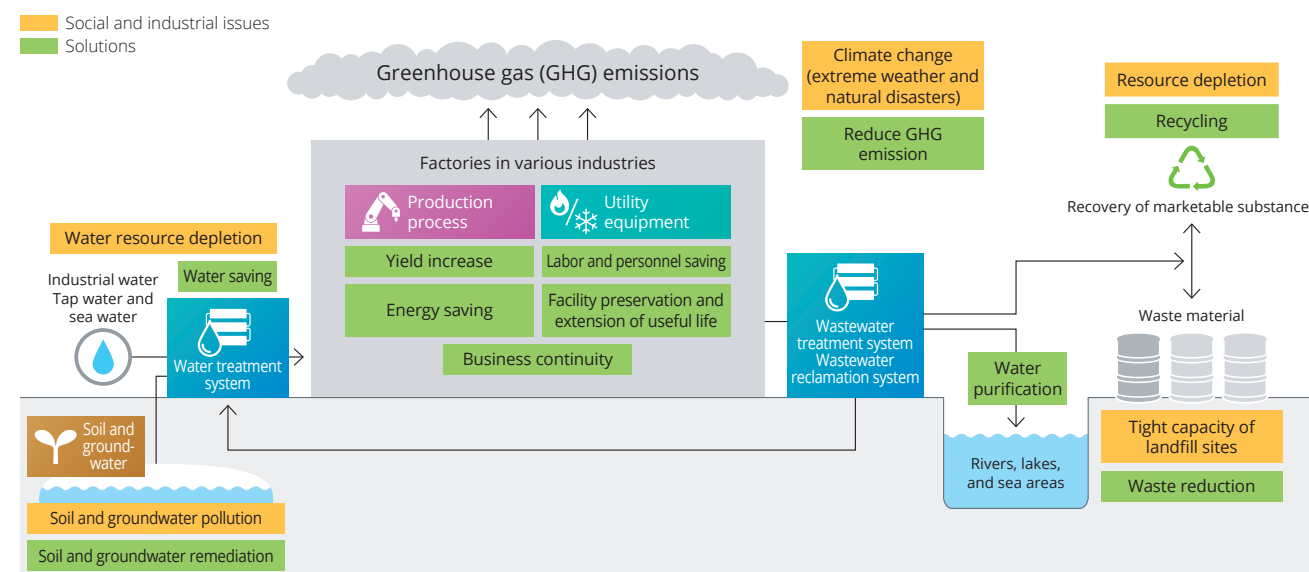 Social and industrial issues
Solutions
Greenhouse gas (GHG) emissions
Climate change
(extreme weather and
natural disasters)
Reduce GHG
emission
Resource depletion
Recycling
Recovery of marketable substance
Factories in various industries
Production
process
Utility
equipment
Yield increase
Labor and personnel saving
Energy saving
Facility preservation and
extension of useful life
Business continuity
Water resource depletion
Water saving
Industrial water
Tap water and
sea water
Water treatment
system
Wastewater
treatment system
Wastewater
reclamation system
Water
purification
Waste material
Soil and
ground-
water
Rivers, lakes,
and sea areas
Tight capacity of
landfill sites
Waste reduction
Soil and groundwater pollution
Soil and groundwater remediation